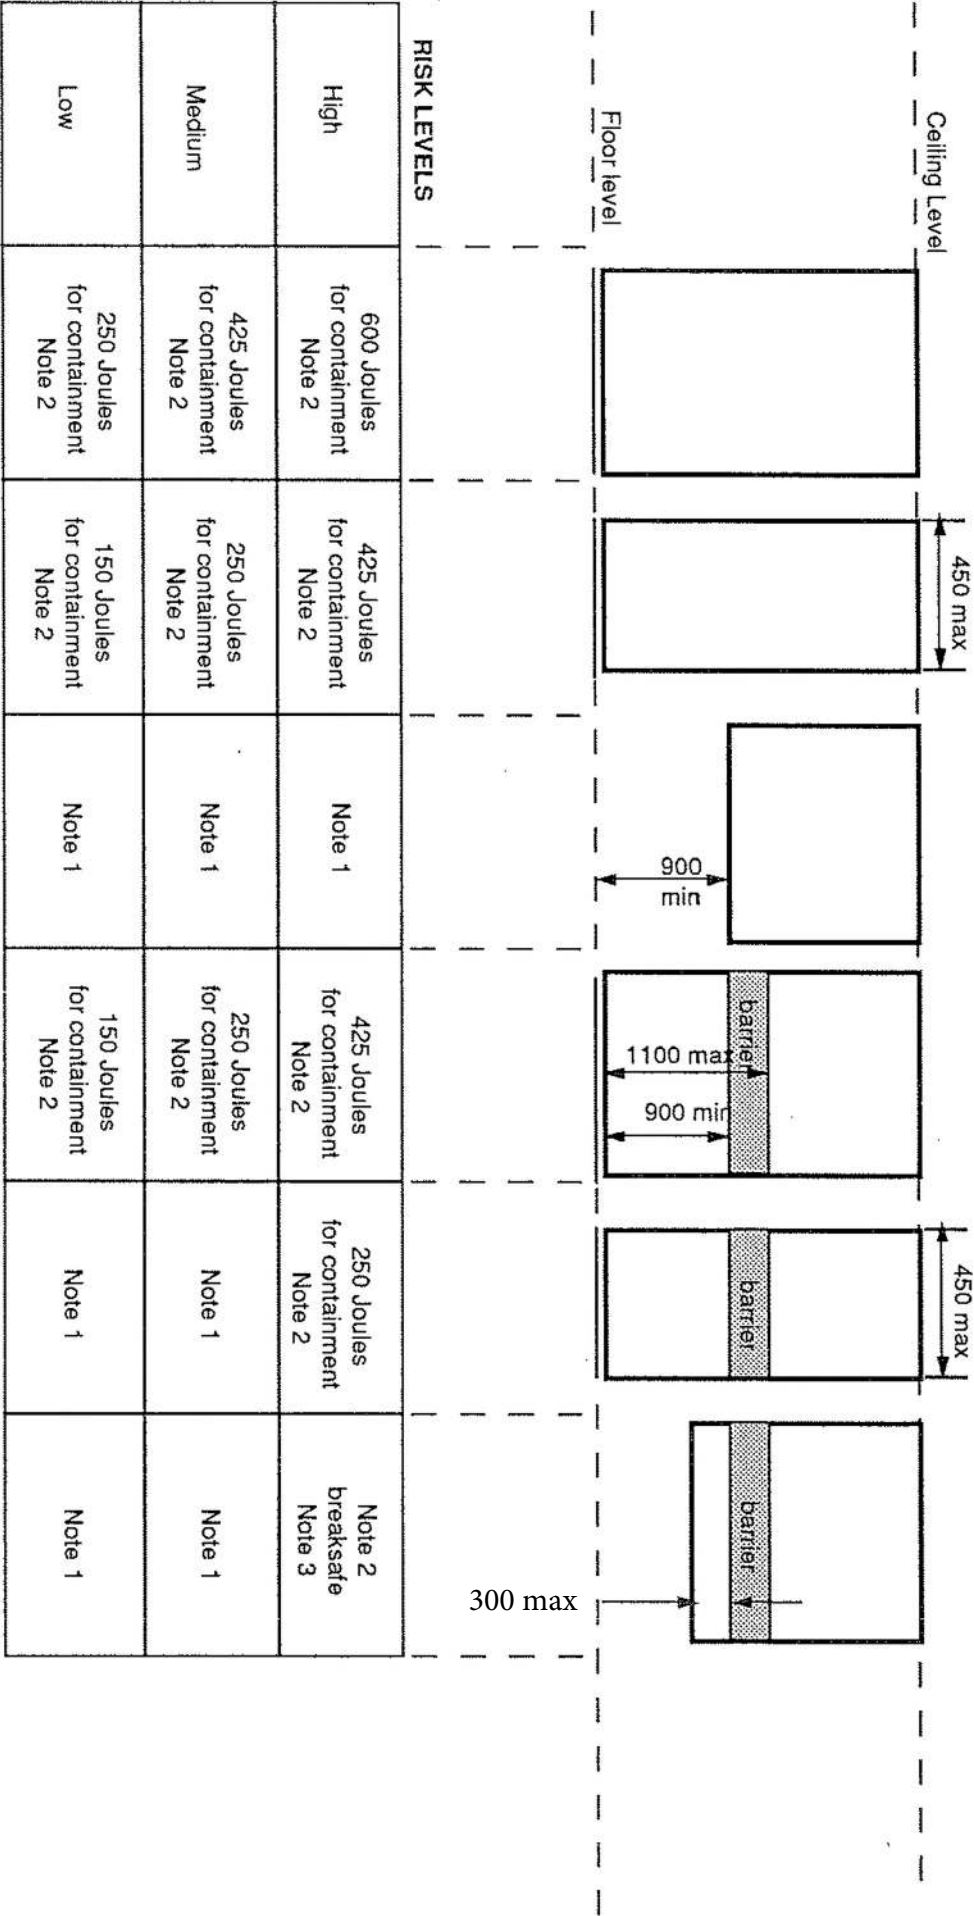 Ceiling Level
450 max
450 max
barrier
barrier
barrier
900
min
1100 max
900 min
300 max
Floor level
RISK LEVELS
High
600 Joules
for containment
Note 2
425 Joules
for containment
Note 2
Note 1
425 Joules
for containment
Note 2
250 Joules
for containment
Note 2
Note 2
breaksafe
Note 3
Medium
425 Joules
for containment
Note 2
250 Joules
for containment
Note 2
Note 1
250 Joules
for containment
Note 2
Note 1
Note 1
Low
250 Joules
for containment
Note 2
150 Joules
for containment
Note 2
Note 1
150 Joules
for containment
Note 2
Note 1
Note 1